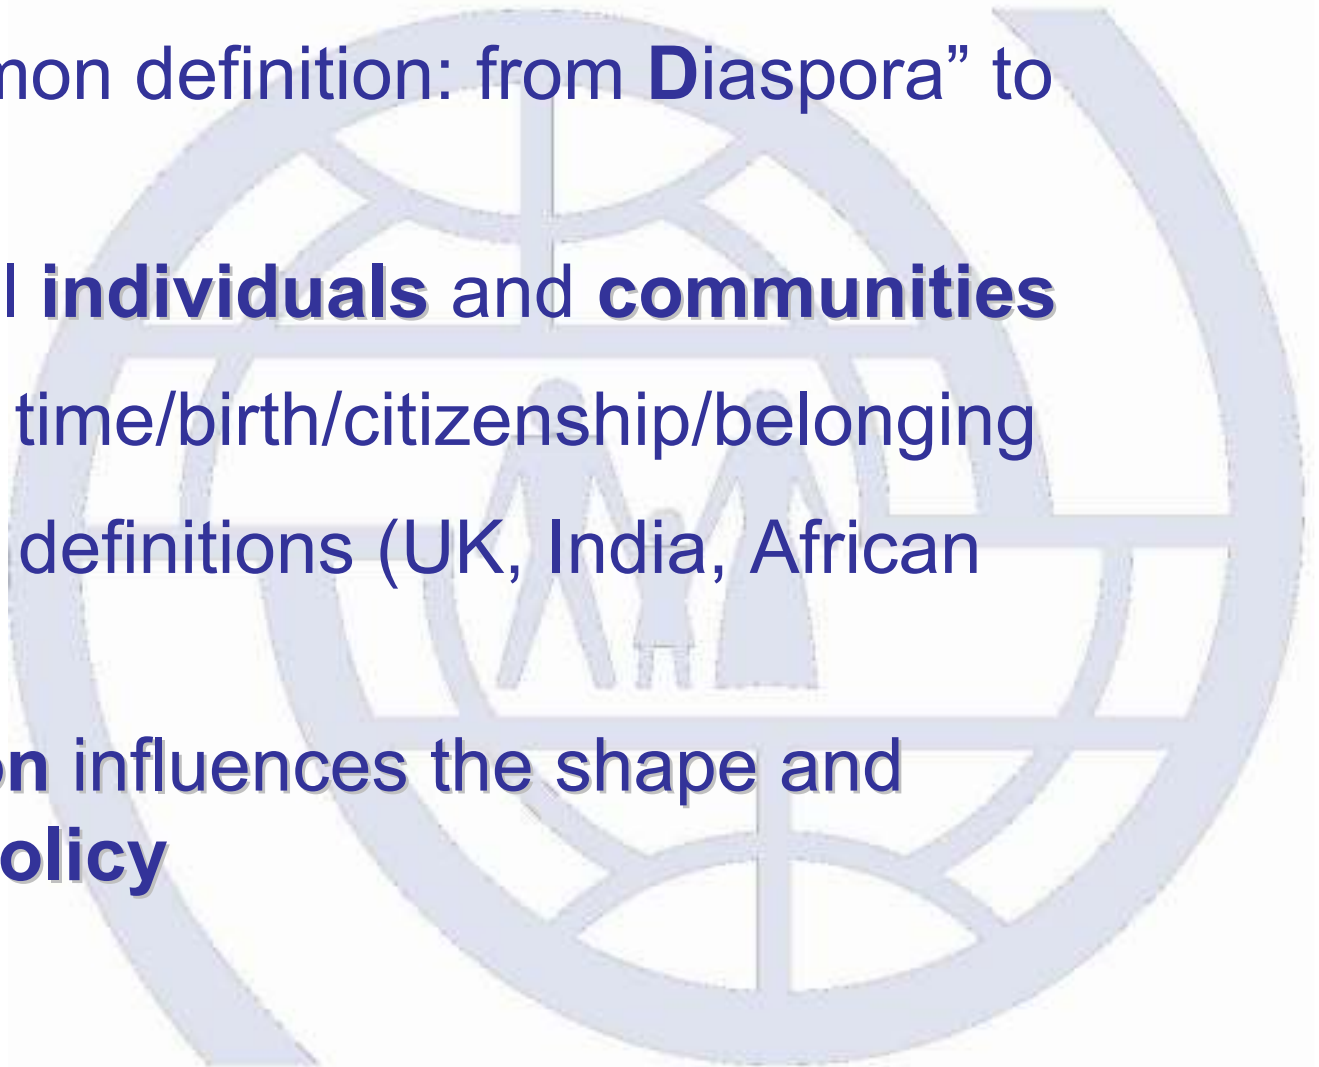 mon definition: from Diaspora” to
l individuals and communities
time/birth/citizenship/belonging
definitions (UK, India, African
on influences the shape and
olicy